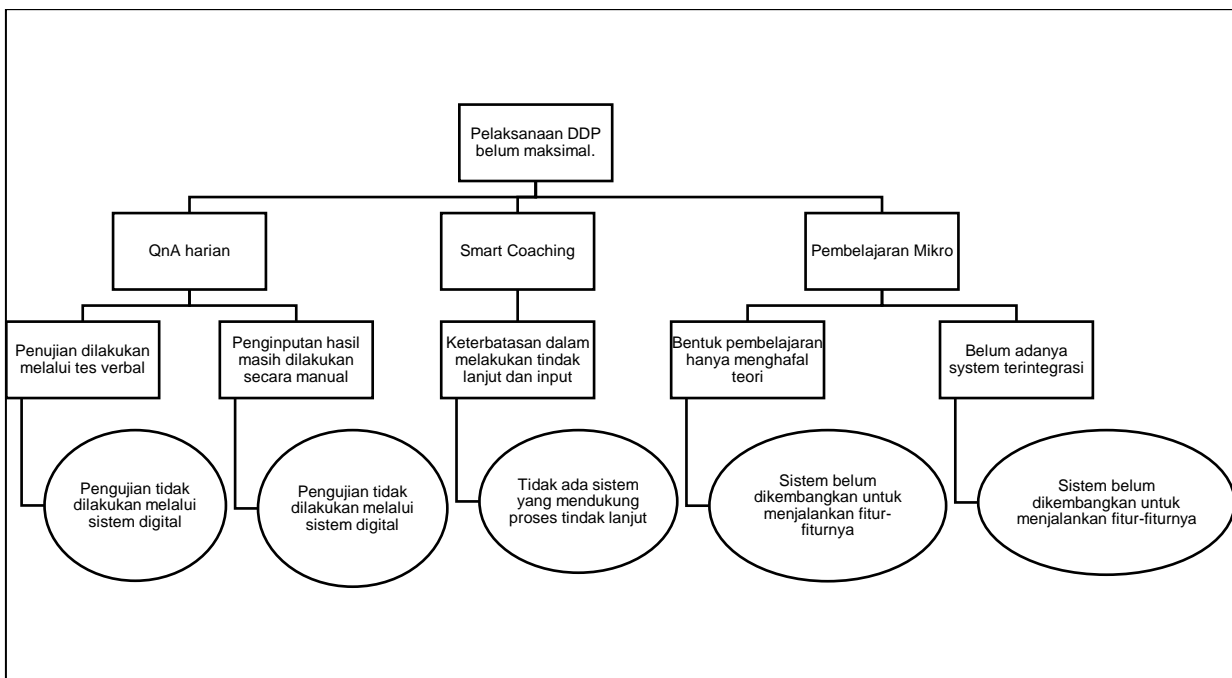 Pelaksanaan DDP
belum maksimal.
QnA harian
Smart Coaching
Pembelajaran Mikro
Penujian dilakukan
melalui tes verbal
Penginputan hasil
masih dilakukan
secara manual
Keterbatasan dalam
melakukan tindak
lanjut dan input
Bentuk pembelajaran
hanya menghafal
teori
Belum adanya
system terintegrasi
Pengujian tidak
dilakukan melalui
sistem digital
Pengujian tidak
dilakukan melalui
sistem digital
Tidak ada sistem
yang mendukung
proses tindak lanjut
Sistem belum
dikembangkan untuk
menjalankan fitur-
fiturnya
Sistem belum
dikembangkan untuk
menjalankan fitur-fiturnya